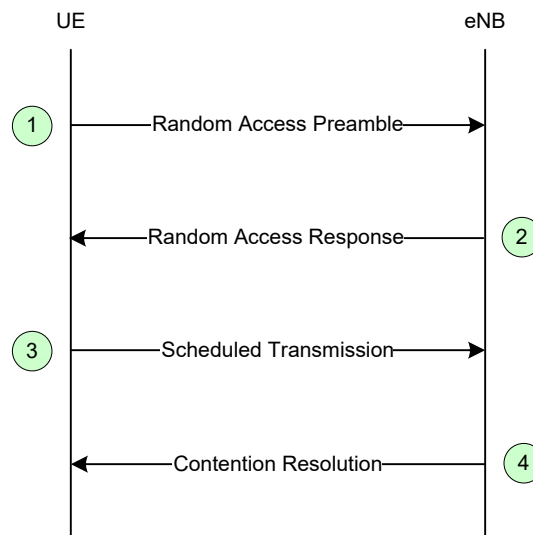 UE eNB
1 Random Access Preamble
Random Access Response 2
3 Scheduled Transmission
Contention Resolution 4